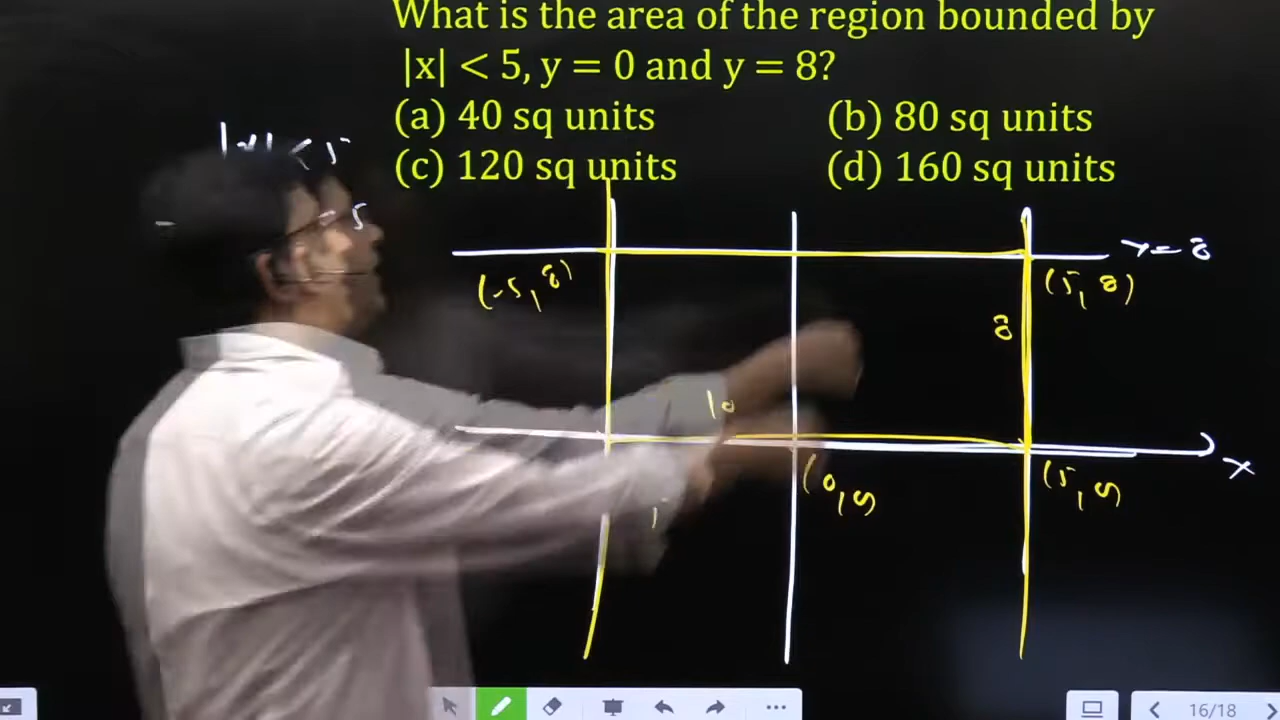 What is the area of the region bounded by
|x| < 5, y = 0 and y = 8?
(a) 40 sq units (b) 80 sq units
(c) 120 sq units (d) 160 sq units
|x| < 5
- 5
y = 8
(-5, 8) (5, 8)
8
10
x
(0, 0) (5, 0)
16/18